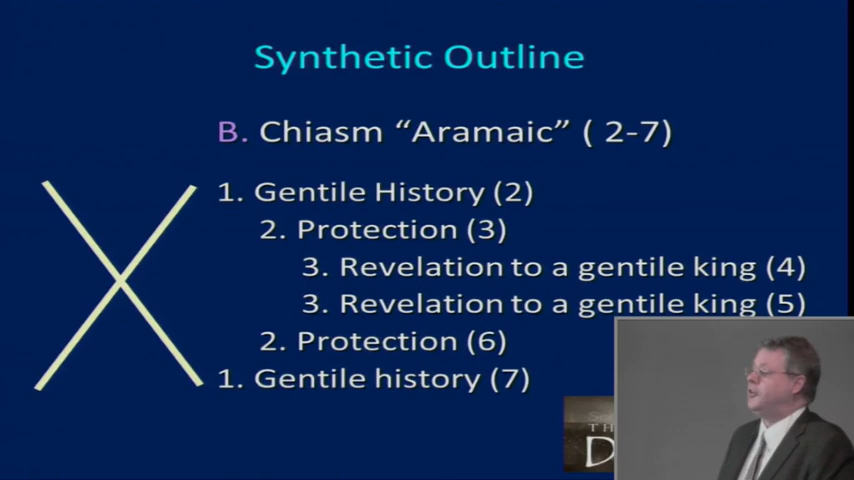 Synthetic Outline
B. Chiasm “Aramaic” ( 2-7)
1. Gentile History (2)
2. Protection (3)
3. Revelation to a gentile king (4)
3. Revelation to a gentile king (5)
2. Protection (6)
1. Gentile history (7)